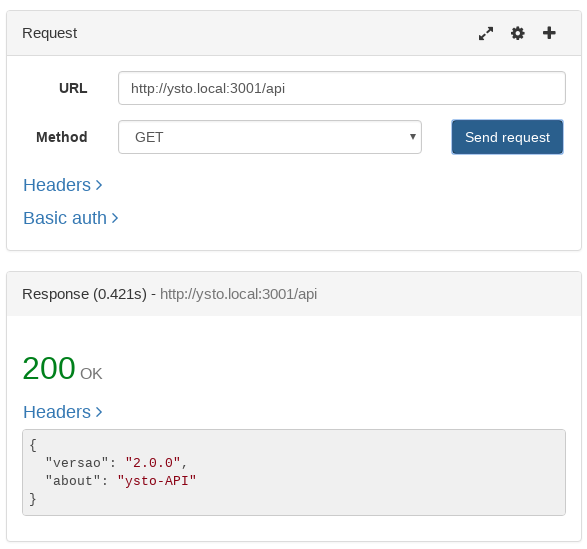 Request
URL http://ysto.local:3001/api
Method GET Send request
Headers
Basic auth
Response (0.421s) - http://ysto.local:3001/api
200 OK
Headers
{
  "versao": "2.0.0",
  "about": "ysto-API"
}